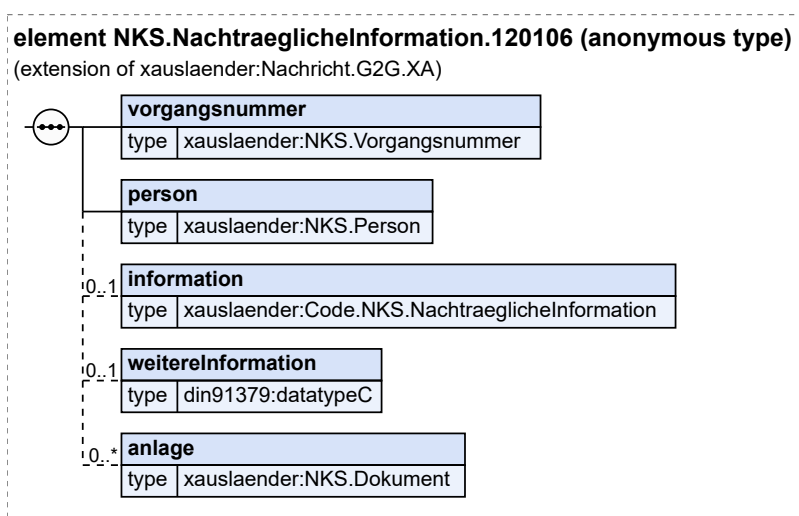 element NKS.NachtraeglicheInformation.120106 (anonymous type)
(extension of xauslaender:Nachricht.G2G.XA)
vorgangsnummer
type xauslaender:NKS.Vorgangsnummer
person
type xauslaender:NKS.Person
0..1 information
type xauslaender:Code.NKS.NachtraeglicheInformation
0..1 weitereInformation
type din91379:datatypeC
0..* anlage
type xauslaender:NKS.Dokument